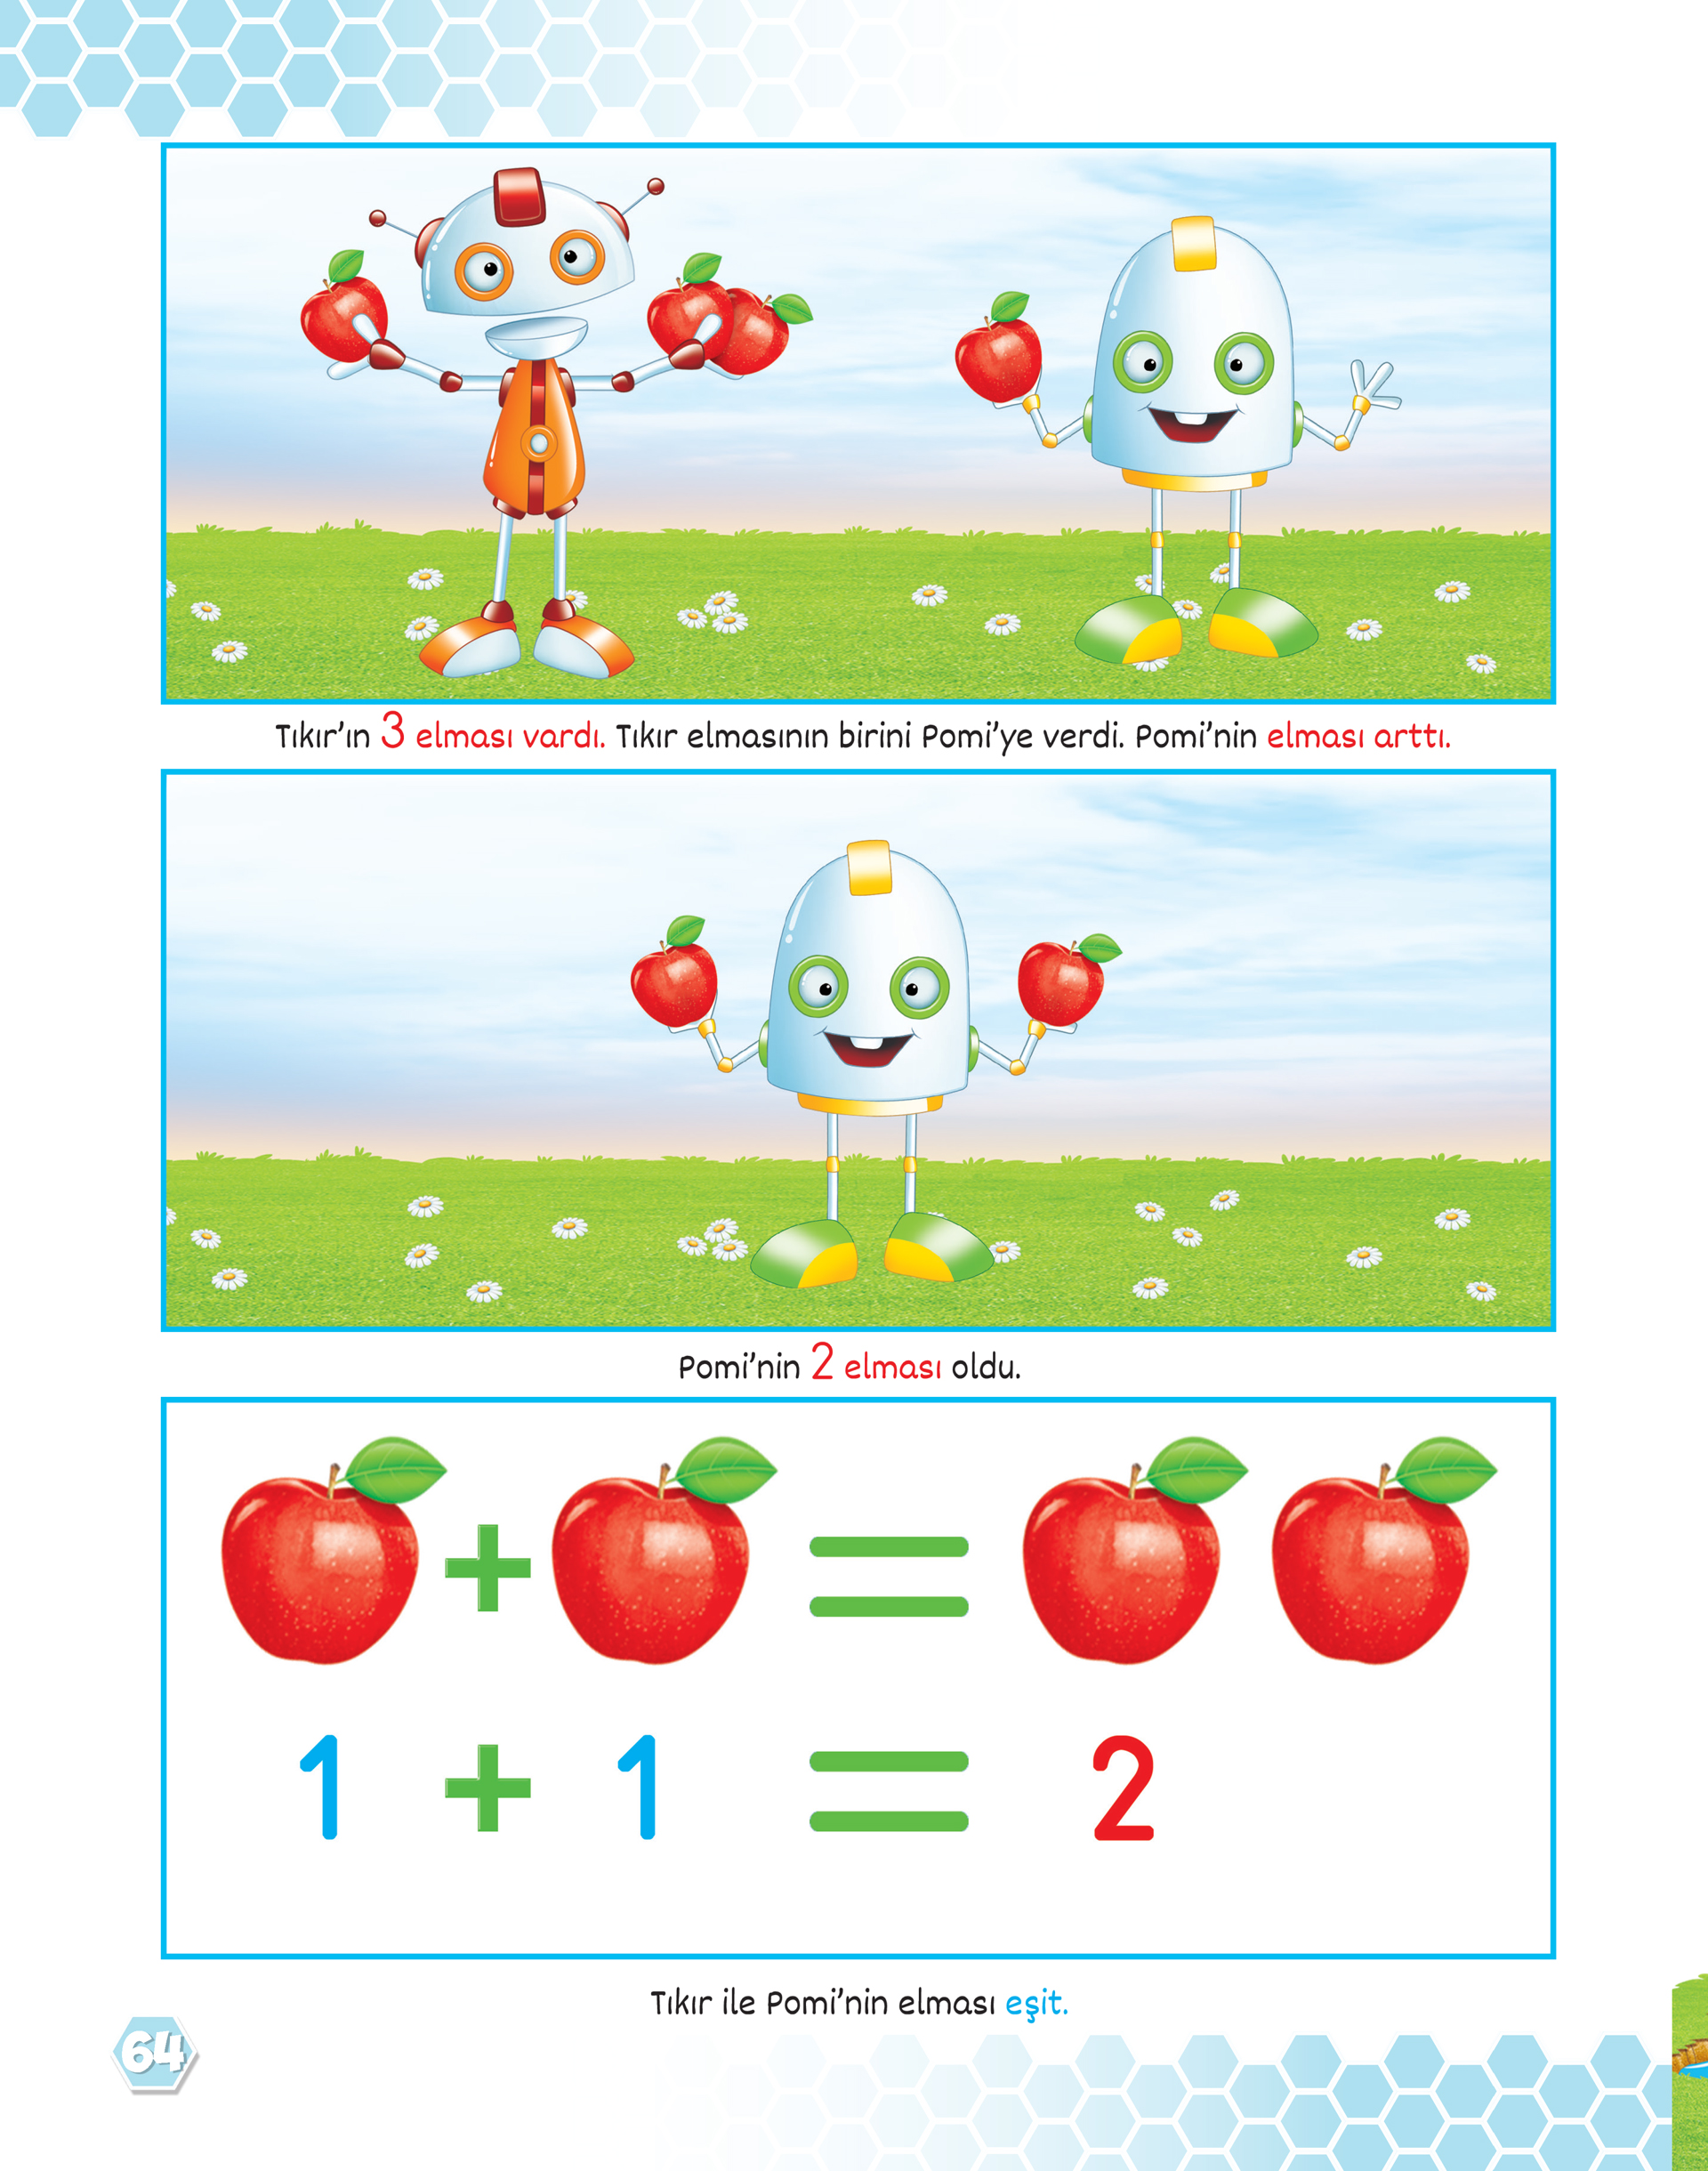 Tıkır’ın 3 elması vardı. Tıkır elmasının birini Pomi’ye verdi. Pomi’nin elması arttı.
Pomi’nin 2 elması oldu.
1 + 1 = 2
Tıkır ile Pomi’nin elması eşit.
64